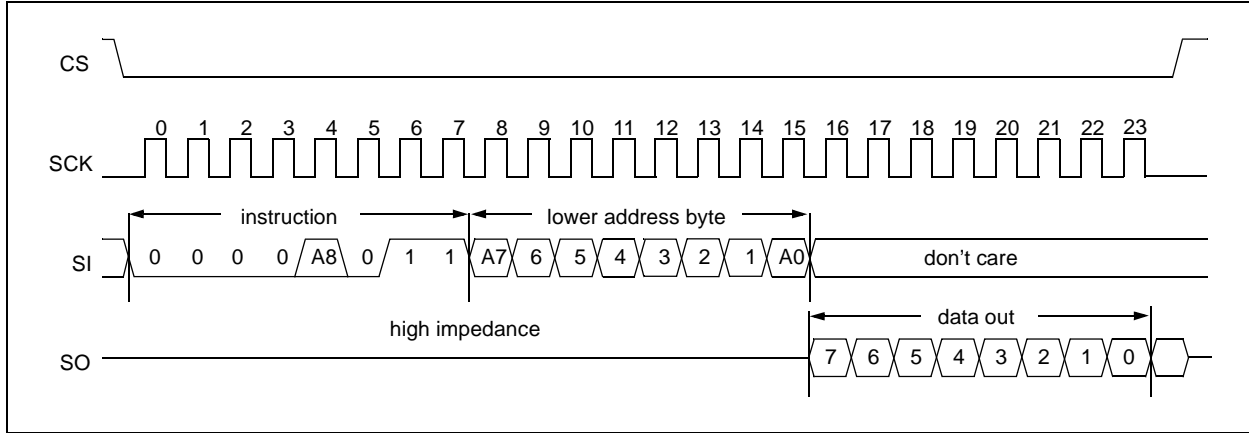 CS
0 1 2 3 4 5 6 7 8 9 10 11 12 13 14 15 16 17 18 19 20 21 22 23
SCK
instruction lower address byte
SI 0 0 0 0 A8 0 1 1 A7 6 5 4 3 2 1 A0 don't care
high impedance data out
SO 7 6 5 4 3 2 1 0